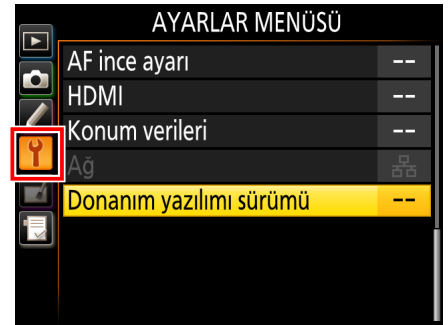 AYARLAR MENÜSÜ
AF ince ayarı --
HDMI --
Konum verileri --
Ağ
Donanım yazılımı sürümü --